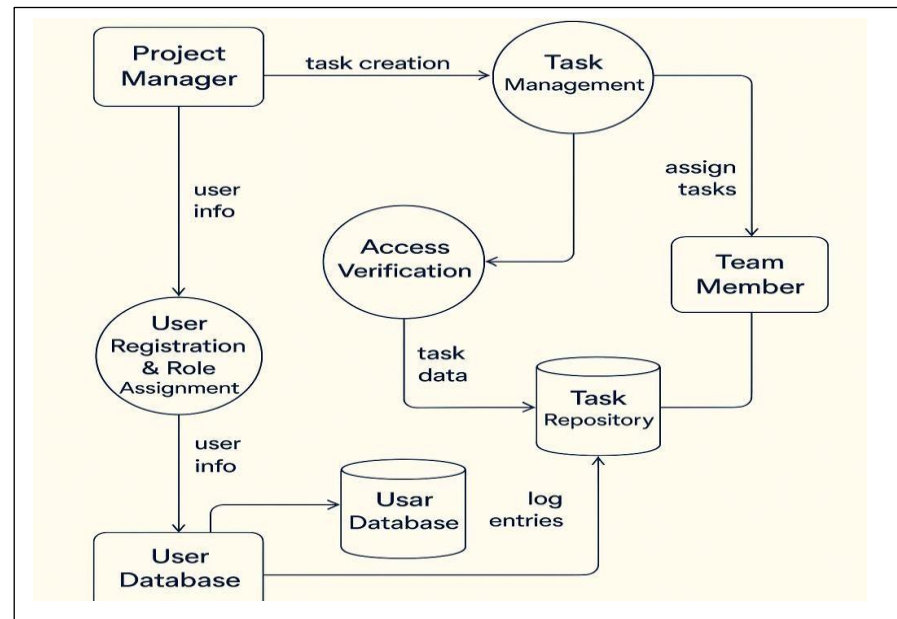 Project
Manager
task creation
Task
Management
user
info
assign
tasks
Access
Verification
Team
Member
User
Registration
& Role
Assignment
task
data
Task
Repository
user
info
Usar
Database
log
entries
User
Database